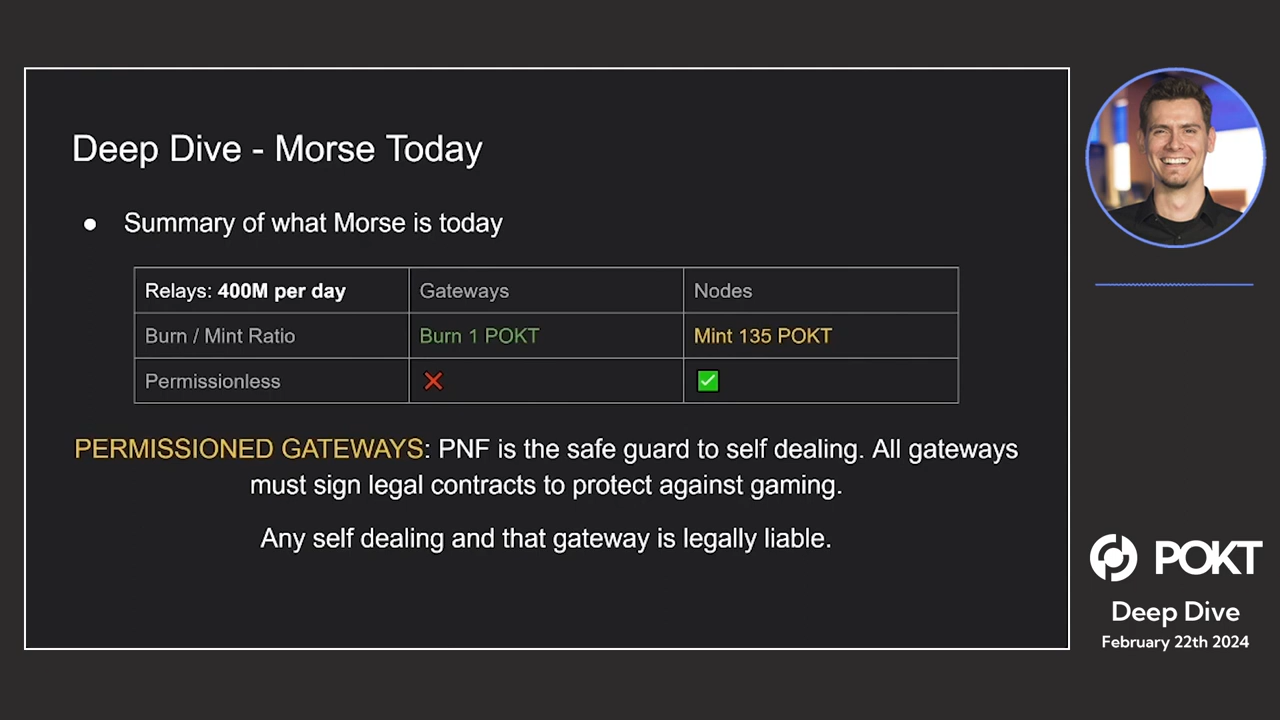 Deep Dive - Morse Today
● Summary of what Morse is today
Relays: 400M per day Gateways Nodes
Burn / Mint Ratio Burn 1 POKT Mint 135 POKT
Permissionless ❌ ✅
PERMISSIONED GATEWAYS: PNF is the safe guard to self dealing. All gateways
must sign legal contracts to protect against gaming.
Any self dealing and that gateway is legally liable.
POKT
Deep Dive
February 22th 2024